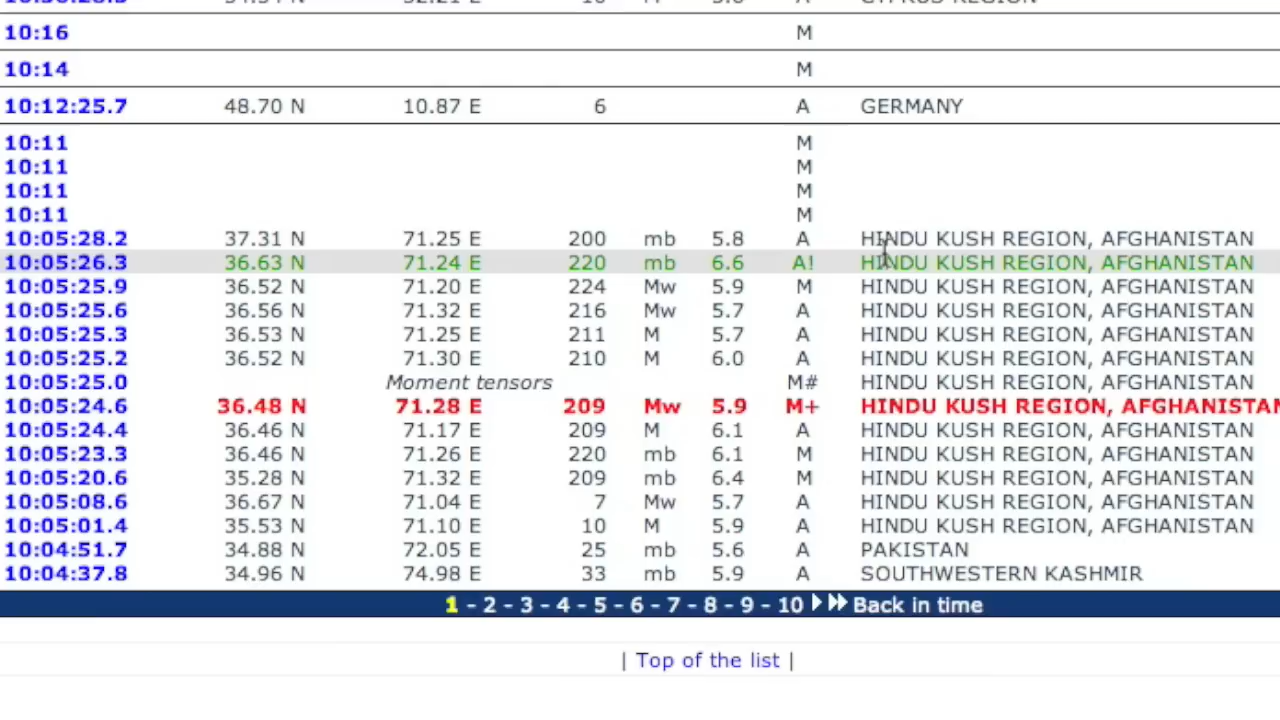 10:16 M
10:14 M
10:12:25.7 48.70 N 10.87 E 6 A GERMANY
10:11 M
10:11 M
10:11 M
10:11 M
10:05:28.2 37.31 N 71.25 E 200 mb 5.8 A HINDU KUSH REGION, AFGHANISTAN
10:05:26.3 36.63 N 71.24 E 220 mb 6.6 A! HINDU KUSH REGION, AFGHANISTAN
10:05:25.9 36.52 N 71.20 E 224 Mw 5.9 M HINDU KUSH REGION, AFGHANISTAN
10:05:25.6 36.56 N 71.32 E 216 Mw 5.7 A HINDU KUSH REGION, AFGHANISTAN
10:05:25.3 36.53 N 71.25 E 211 M 5.7 A HINDU KUSH REGION, AFGHANISTAN
10:05:25.2 36.52 N 71.30 E 210 M 6.0 A HINDU KUSH REGION, AFGHANISTAN
10:05:25.0 Moment tensors M# HINDU KUSH REGION, AFGHANISTAN
10:05:24.6 36.48 N 71.28 E 209 Mw 5.9 M+ HINDU KUSH REGION, AFGHANISTAN
10:05:24.4 36.46 N 71.17 E 209 M 6.1 A HINDU KUSH REGION, AFGHANISTAN
10:05:23.3 36.46 N 71.26 E 220 mb 6.1 M HINDU KUSH REGION, AFGHANISTAN
10:05:20.6 35.28 N 71.32 E 209 mb 6.4 M HINDU KUSH REGION, AFGHANISTAN
10:05:08.6 36.67 N 71.04 E 7 Mw 5.7 A HINDU KUSH REGION, AFGHANISTAN
10:05:01.4 35.53 N 71.10 E 10 M 5.9 A HINDU KUSH REGION, AFGHANISTAN
10:04:51.7 34.88 N 72.05 E 25 mb 5.6 A PAKISTAN
10:04:37.8 34.96 N 74.98 E 33 mb 5.9 A SOUTHWESTERN KASHMIR
1 - 2 - 3 - 4 - 5 - 6 - 7 - 8 - 9 - 10 Back in time
| Top of the list |